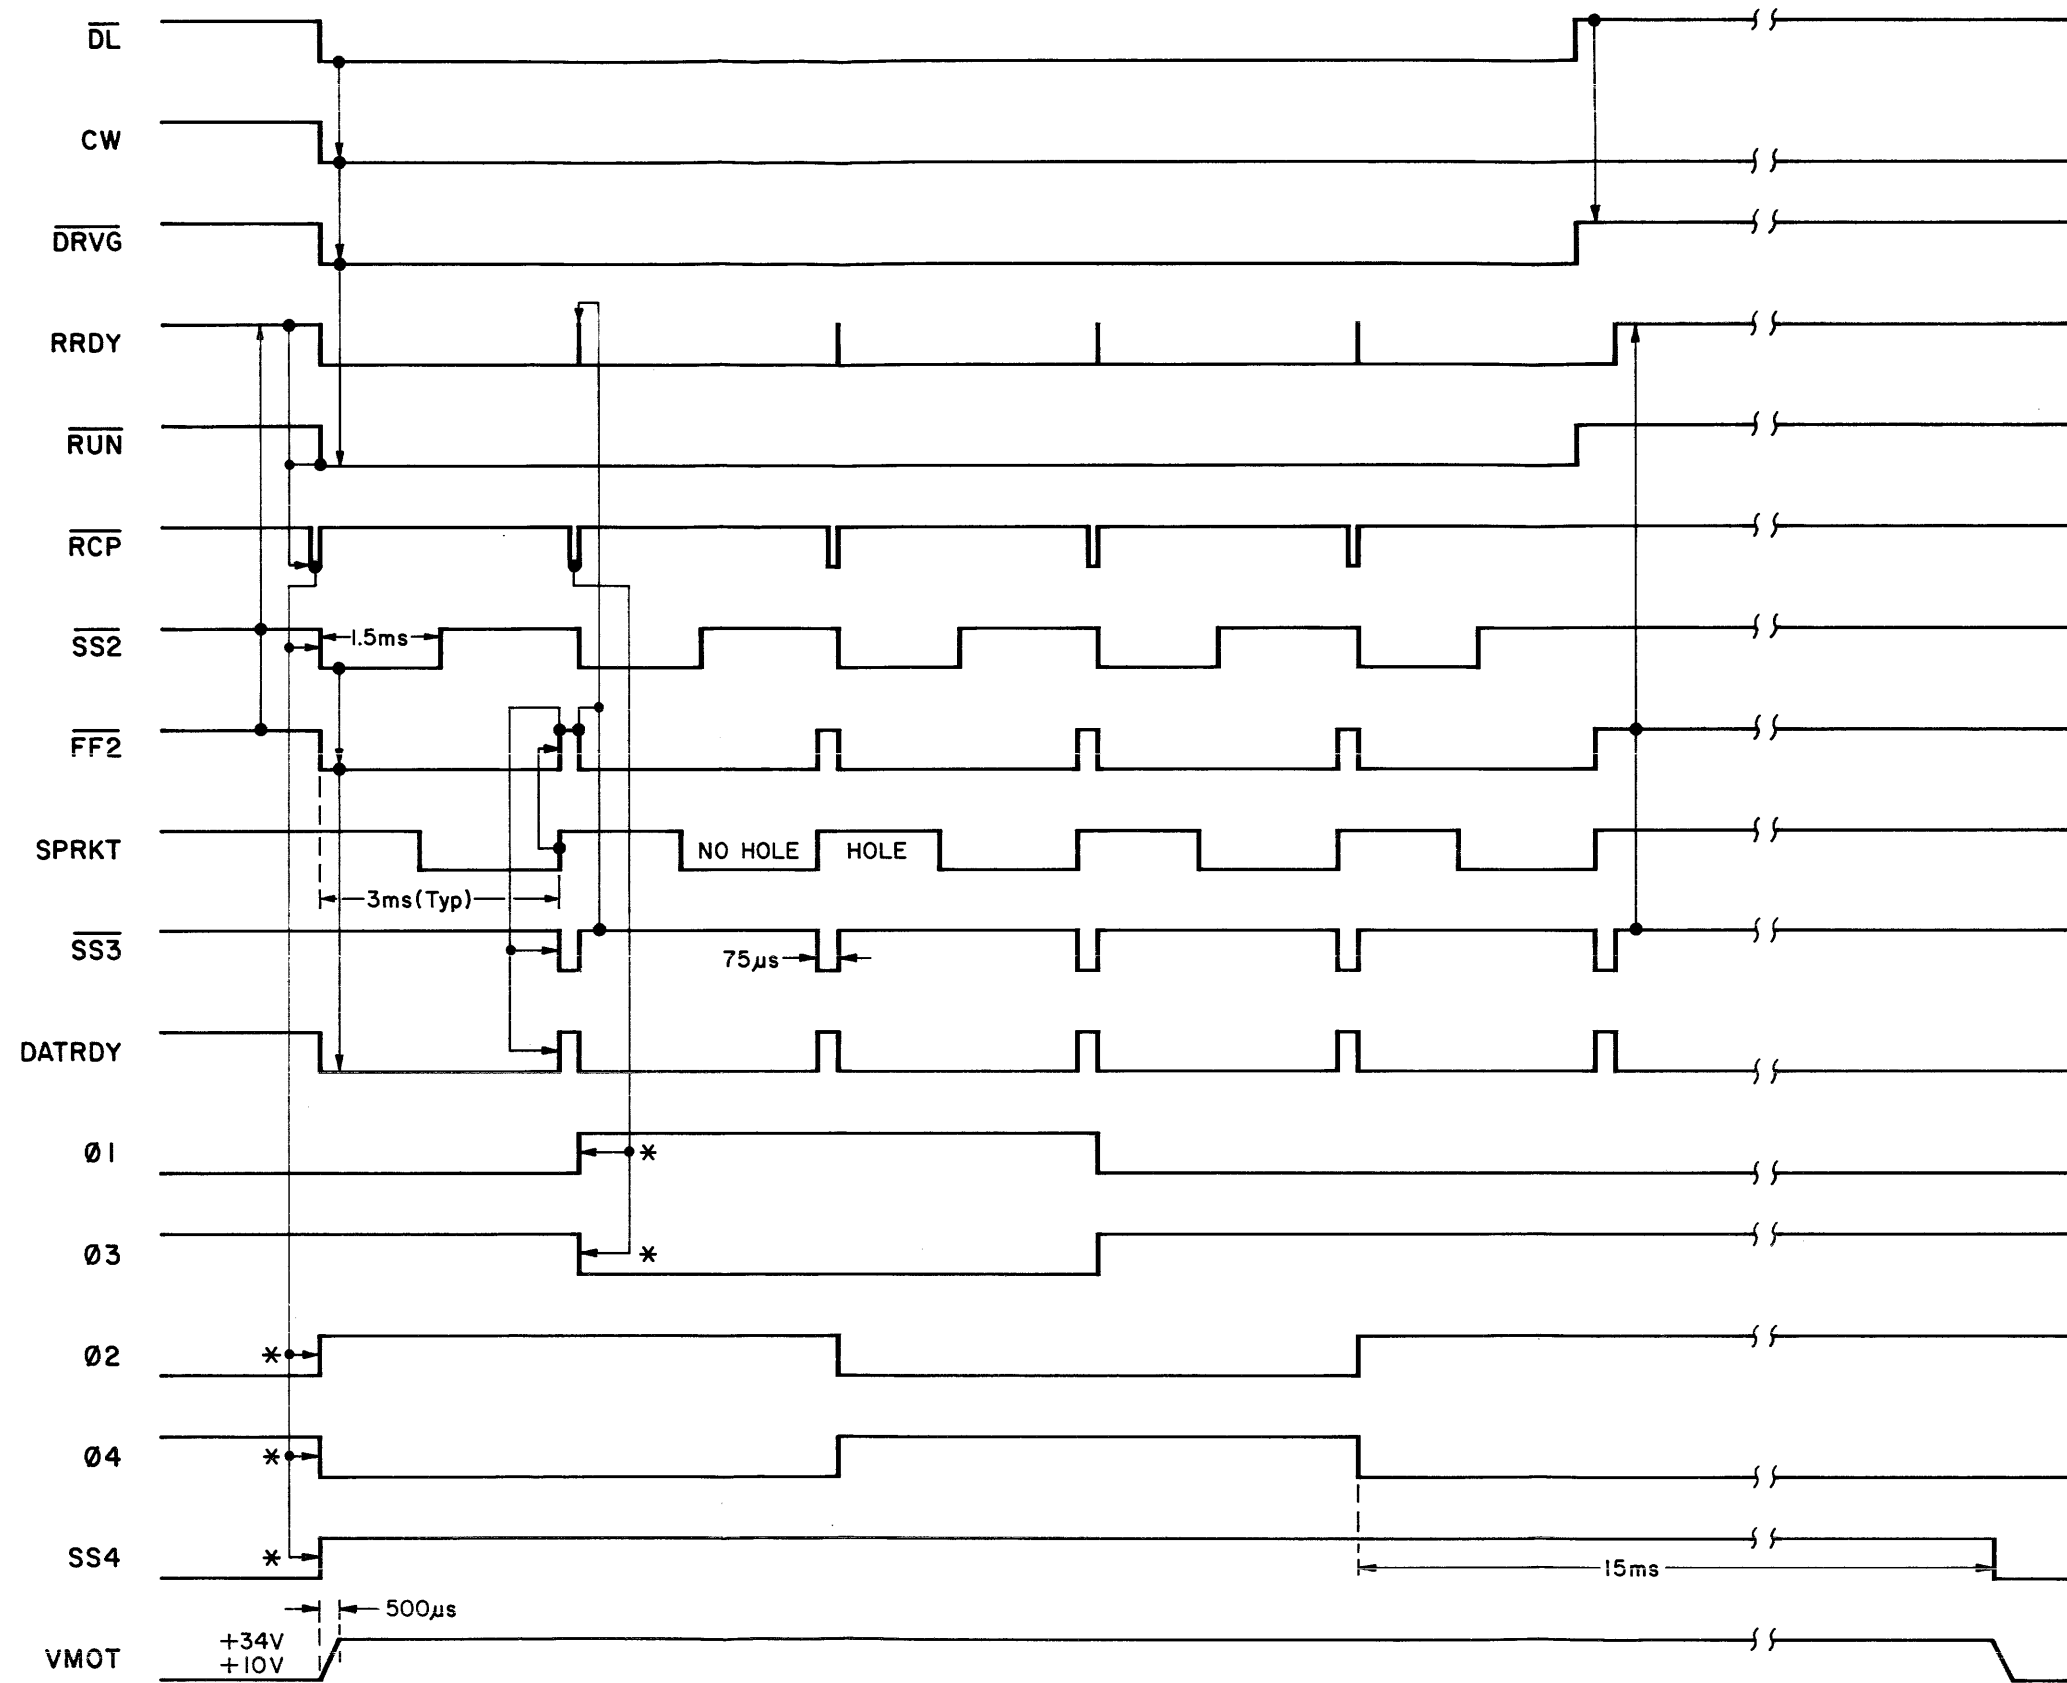 DL
CW
DRVG
RRDY
RUN
RCP
SS2
1.5ms
FF2
SPRKT
NO HOLE
HOLE
3ms(Typ)
SS3
75µs
DATRDY
Ø1
*
Ø3
*
Ø2
*
Ø4
*
SS4
*
15ms
500µs
VMOT
+34V
+10V